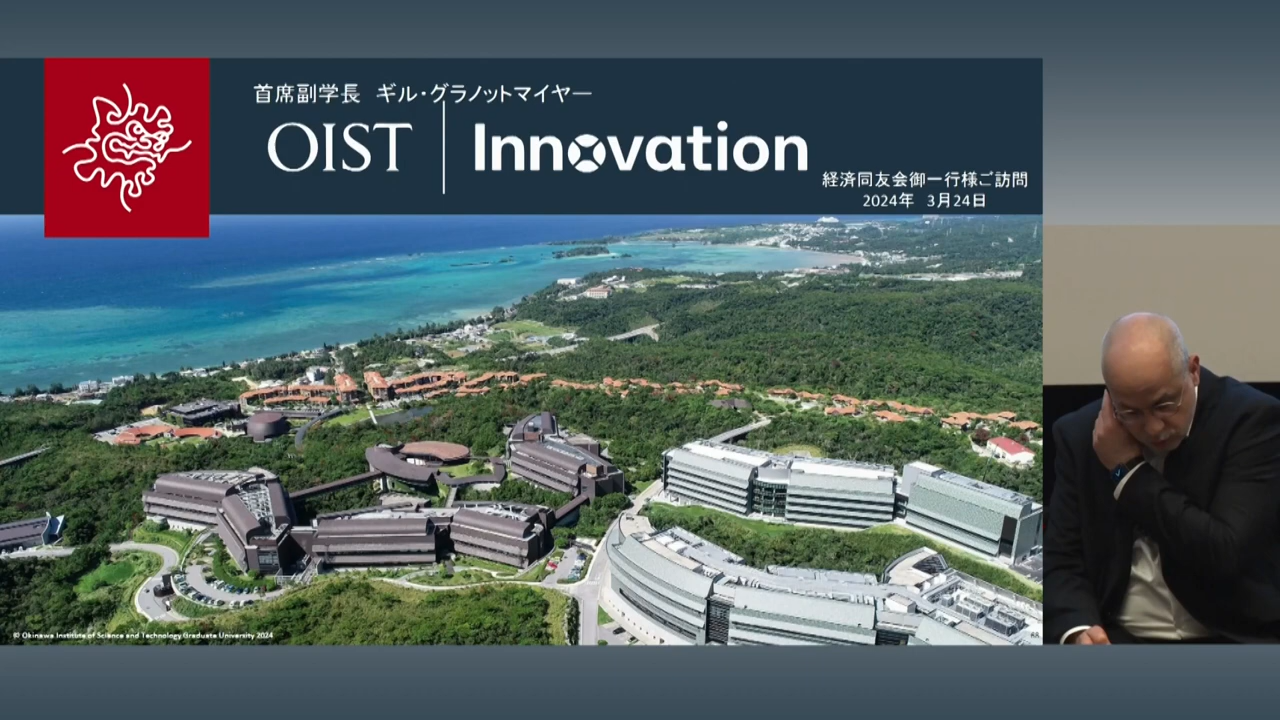 首席副学長 ギル・グラノットマイヤー
OIST Innovation
経済同友会御一行様ご訪問
2024年 3月24日
© Okinawa Institute of Science and Technology Graduate University 2024
68